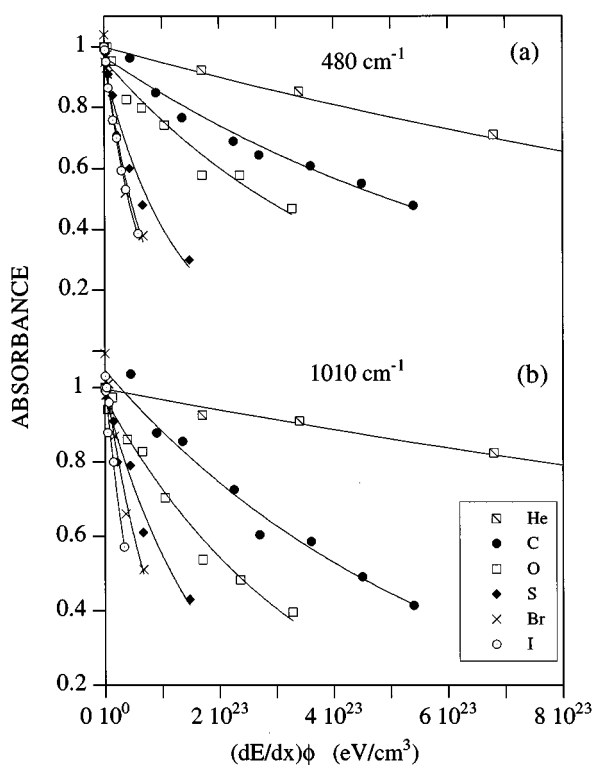 ABSORBANCE
480 cm⁻¹ (a)
1
0.8
0.6
0.4
0.2
1010 cm⁻¹ (b)
1
0.8
0.6
0.4
0.2
He
C
O
S
Br
I
0 10⁰ 2 10²³ 4 10²³ 6 10²³ 8 10²³
(dE/dx)ϕ (eV/cm³)